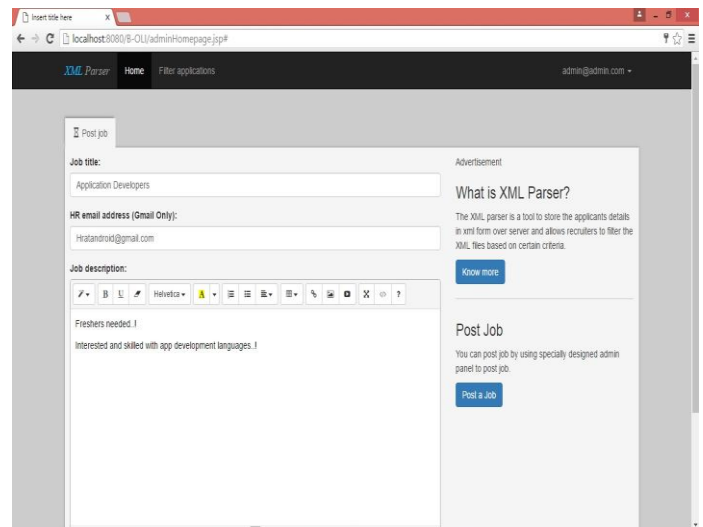 Insert title here
localhost:8080/B-OLI/adminHomepage.jsp#
XML Parser Home Filter applications admin@admin.com
Post job
Job title:
Application Developers
HR email address (Gmail Only):
Hratandroid@gmail.com
Job description:
B U Helvetica A X ?
Freshers needed..!
Interested and skilled with app development languages..!
Advertisement
What is XML Parser?
The XML parser is a tool to store the applicants details
in xml form over server and allows recruiters to filter the
XML files based on certain criteria.
Know more
Post Job
You can post job by using specially designed admin
panel to post job.
Post a Job